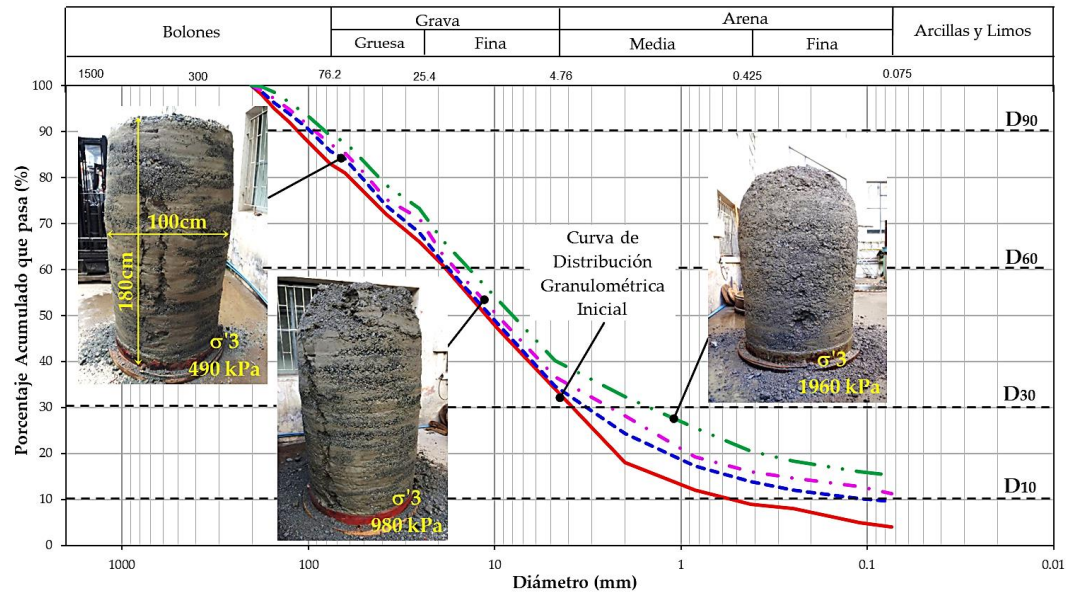 Bolones
Grava
Arena
Arcillas y Limos
Gruesa
Fina
Media
Fina
1500
300
76.2
25.4
4.76
0.425
0.075
Porcentaje Acumulado que pasa (%)
100
90
80
70
60
50
40
30
20
10
0
D90
D60
D30
D10
100cm
180cm
σ'3
490 kPa
σ'3
980 kPa
Curva de
Distribución
Granulométrica
Inicial
σ'3
1960 kPa
1000
100
10
1
0.1
0.01
Diámetro (mm)